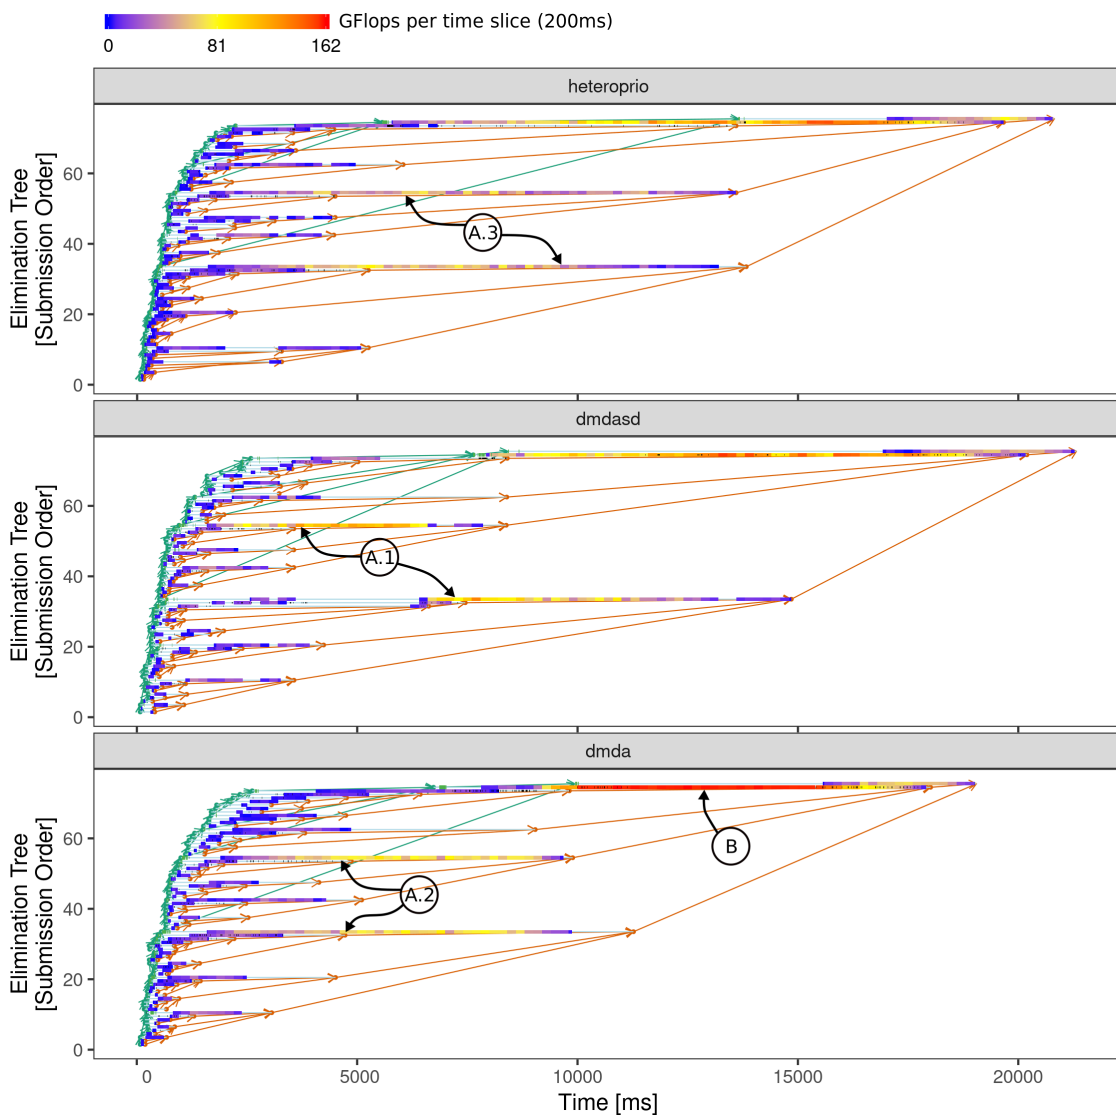 GFlops per time slice (200ms)
0 81 162
heteroprio
Elimination Tree
[Submission Order]
60
40
20
0
A.3
dmdasd
Elimination Tree
[Submission Order]
60
40
20
0
A.1
dmda
Elimination Tree
[Submission Order]
60
40
20
0
B
A.2
0 5000 10000 15000 20000
Time [ms]